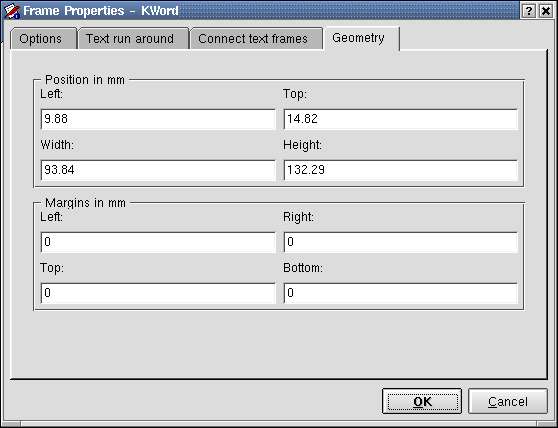 Frame Properties - KWord
Options Text run around Connect text frames Geometry
Position in mm
Left: Top:
9.88 14.82
Width: Height:
93.84 132.29
Margins in mm
Left: Right:
0 0
Top: Bottom:
0 0
OK Cancel